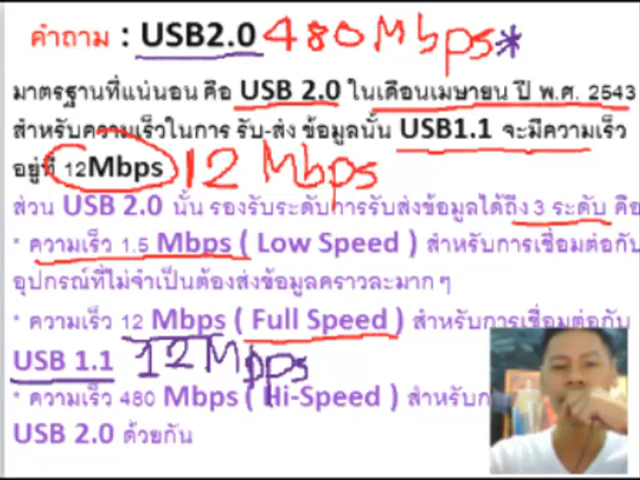 คำถาม : USB2.0 480Mbps*
มาตรฐานที่แน่นอน คือ USB 2.0 ในเดือนเมษายน ปี พ.ศ. 2543
สำหรับความเร็วในการ รับ-ส่ง ข้อมูลนั้น USB1.1 จะมีความเร็ว
อยู่ที่ 12Mbps 12 Mbps
ส่วน USB 2.0 นั้น รองรับระดับการรับส่งข้อมูลได้ถึง 3 ระดับ คือ
* ความเร็ว 1.5 Mbps ( Low Speed ) สำหรับการเชื่อมต่อกับ
อุปกรณ์ที่ไม่จำเป็นต้องส่งข้อมูลคราวละมาก ๆ
* ความเร็ว 12 Mbps ( Full Speed ) สำหรับการเชื่อมต่อกับ
USB 1.1 12Mbps
* ความเร็ว 480 Mbps ( Hi-Speed ) สำหรับก
USB 2.0 ด้วยกัน